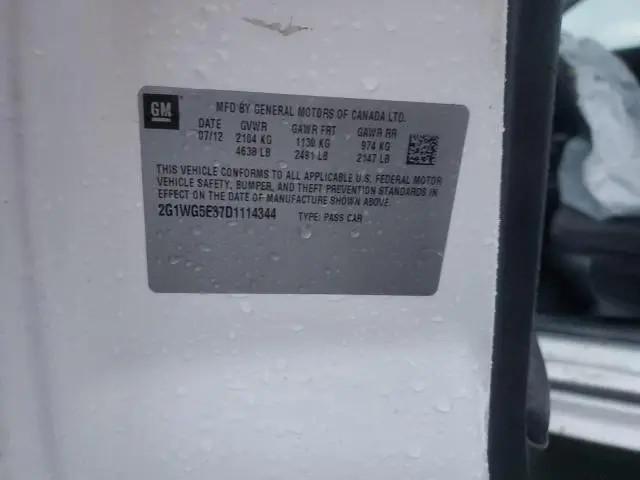 GM
MFD BY GENERAL MOTORS OF CANADA LTD.
DATE GVWR GAWR FRT GAWR RR
07/12 2104 KG 1130 KG 974 KG
4638 LB 2491 LB 2147 LB
THIS VEHICLE CONFORMS TO ALL APPLICABLE U.S. FEDERAL MOTOR
VEHICLE SAFETY, BUMPER, AND THEFT PREVENTION STANDARDS IN
EFFECT ON THE DATE OF MANUFACTURE SHOWN ABOVE.
2G1WG5E37D1114344 TYPE: PASS CAR